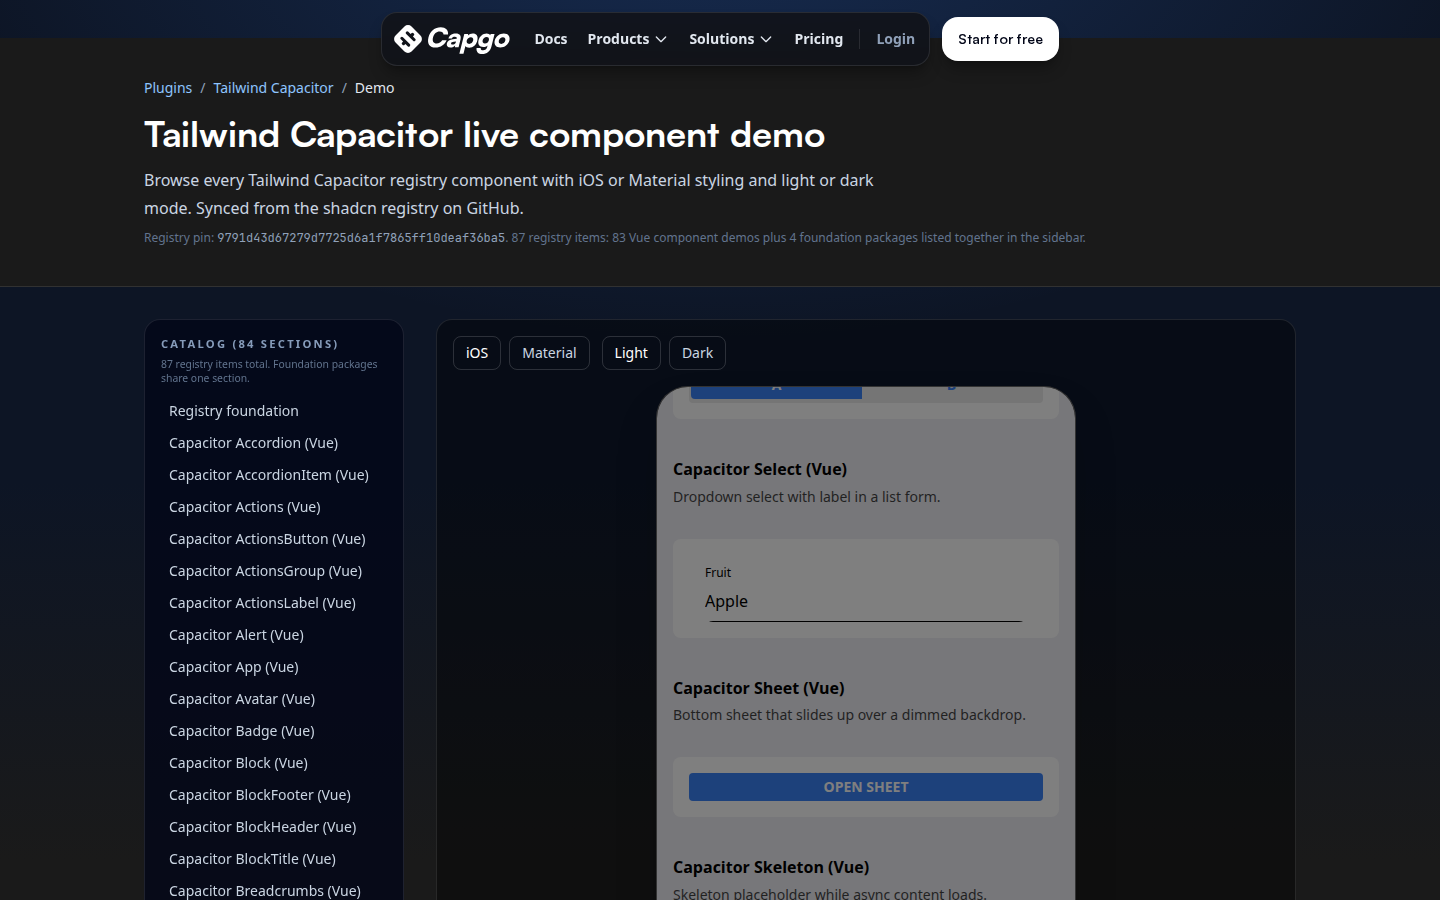 Capgo
Docs
Products
Solutions
Pricing
Login
Start for free
Plugins / Tailwind Capacitor / Demo
Tailwind Capacitor live component demo
Browse every Tailwind Capacitor registry component with iOS or Material styling and light or dark
mode. Synced from the shadcn registry on GitHub.
Registry pin: 9791d43d67279d7725d6a1f7865ff10deaf36ba5. 87 registry items: 83 Vue component demos plus 4 foundation packages listed together in the sidebar.
CATALOG (84 SECTIONS)
87 registry items total. Foundation packages
share one section.
Registry foundation
Capacitor Accordion (Vue)
Capacitor AccordionItem (Vue)
Capacitor Actions (Vue)
Capacitor ActionsButton (Vue)
Capacitor ActionsGroup (Vue)
Capacitor ActionsLabel (Vue)
Capacitor Alert (Vue)
Capacitor App (Vue)
Capacitor Avatar (Vue)
Capacitor Badge (Vue)
Capacitor Block (Vue)
Capacitor BlockFooter (Vue)
Capacitor BlockHeader (Vue)
Capacitor BlockTitle (Vue)
Capacitor Breadcrumbs (Vue)
iOS
Material
Light
Dark
Capacitor Select (Vue)
Dropdown select with label in a list form.
Fruit
Apple
Capacitor Sheet (Vue)
Bottom sheet that slides up over a dimmed backdrop.
OPEN SHEET
Capacitor Skeleton (Vue)
Skeleton placeholder while async content loads.